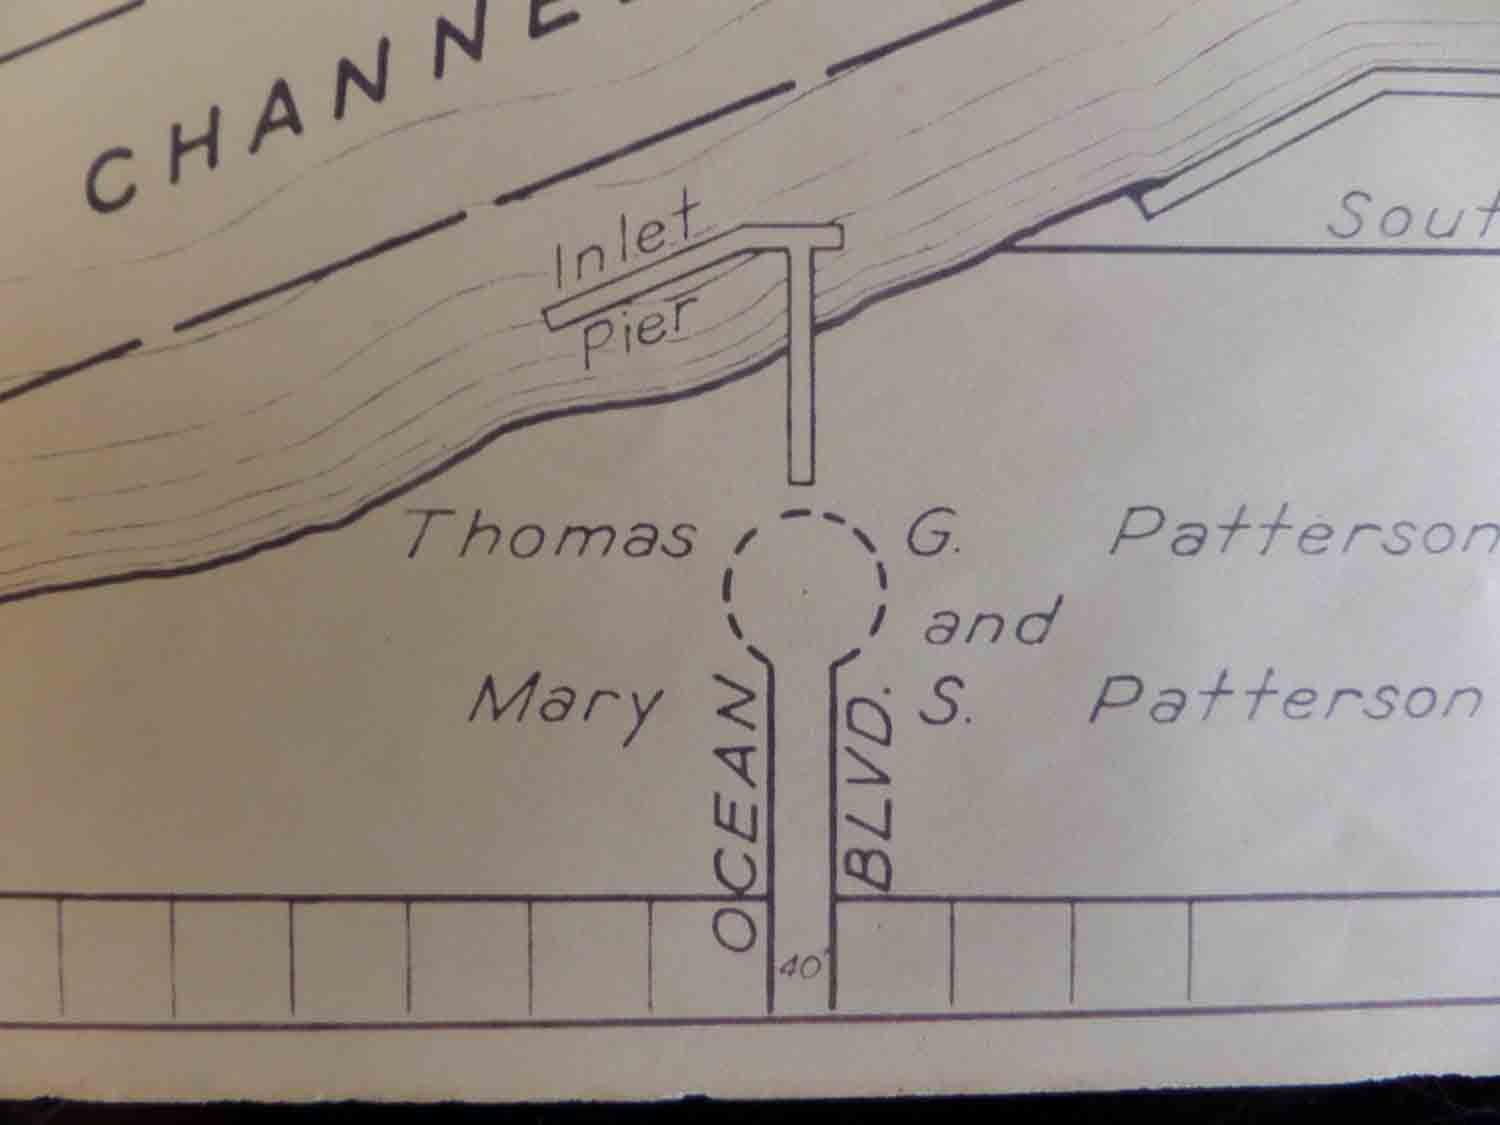 CHANNE
Inlet
Pier
Sout
Thomas G. Patterson
and
Mary S. Patterson
OCEAN BLVD.
40'